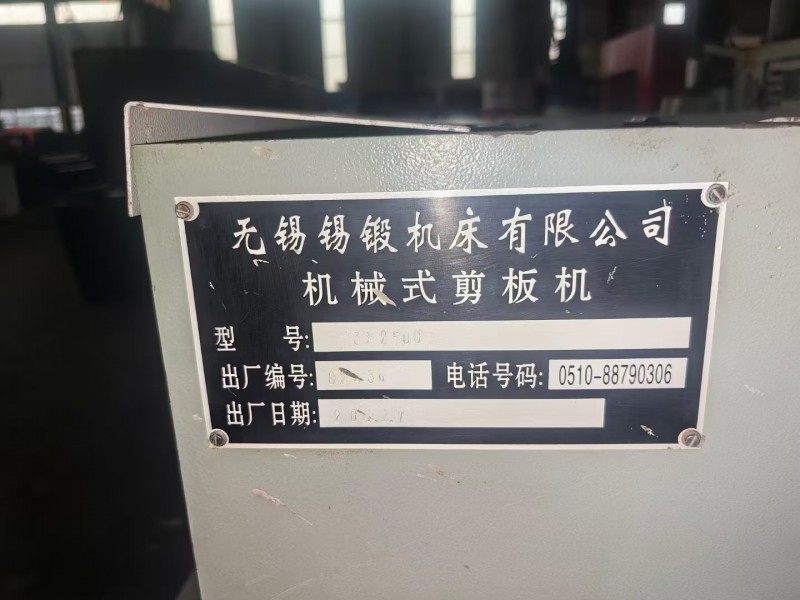 无锡锡锻机床有限公司
机械式剪板机
型 号:
出厂编号: 电话号码: 0510-88790306
出厂日期: